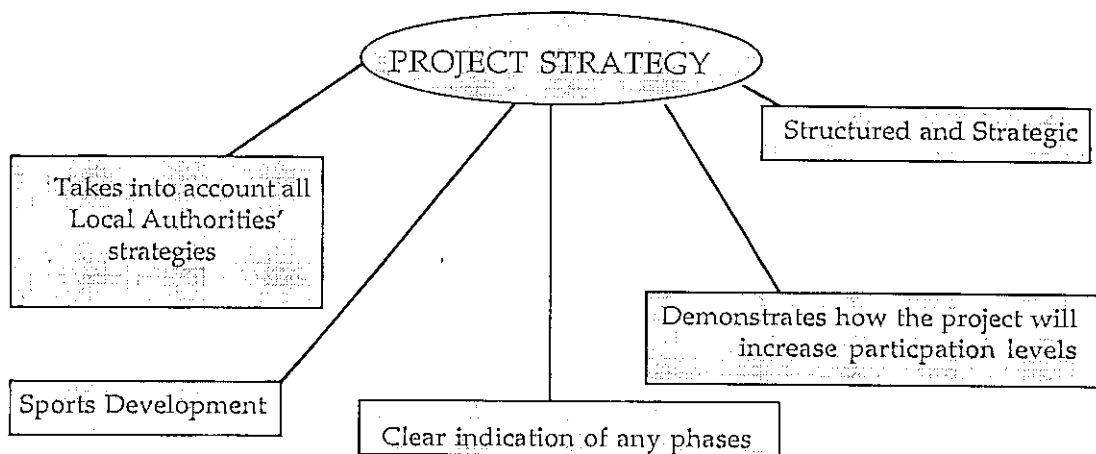 PROJECT STRATEGY
Structured and Strategic
Takes into account all
Local Authorities'
strategies
Demonstrates how the project will
increase particpation levels
Sports Development
Clear indication of any phases